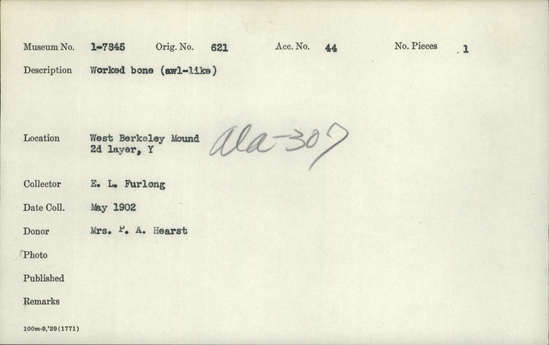 Museum No. 1-7845 Orig. No. 621 Acc. No. 44 No. Pieces 1
Description Worked bone (awl-like)
Location West Berkeley Mound
2d layer, Y
Ala-307
Collector E. L. Furlong
Date Coll. May 1902
Donor Mrs. P. A. Hearst
Photo
Published
Remarks
100m-9,'29(1771)